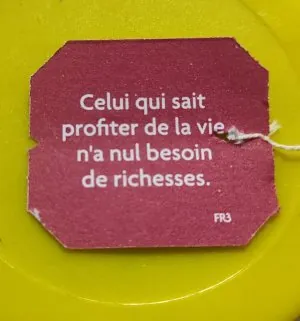 Celui qui sait
profiter de la vie
n'a nul besoin
de richesses.
FR3